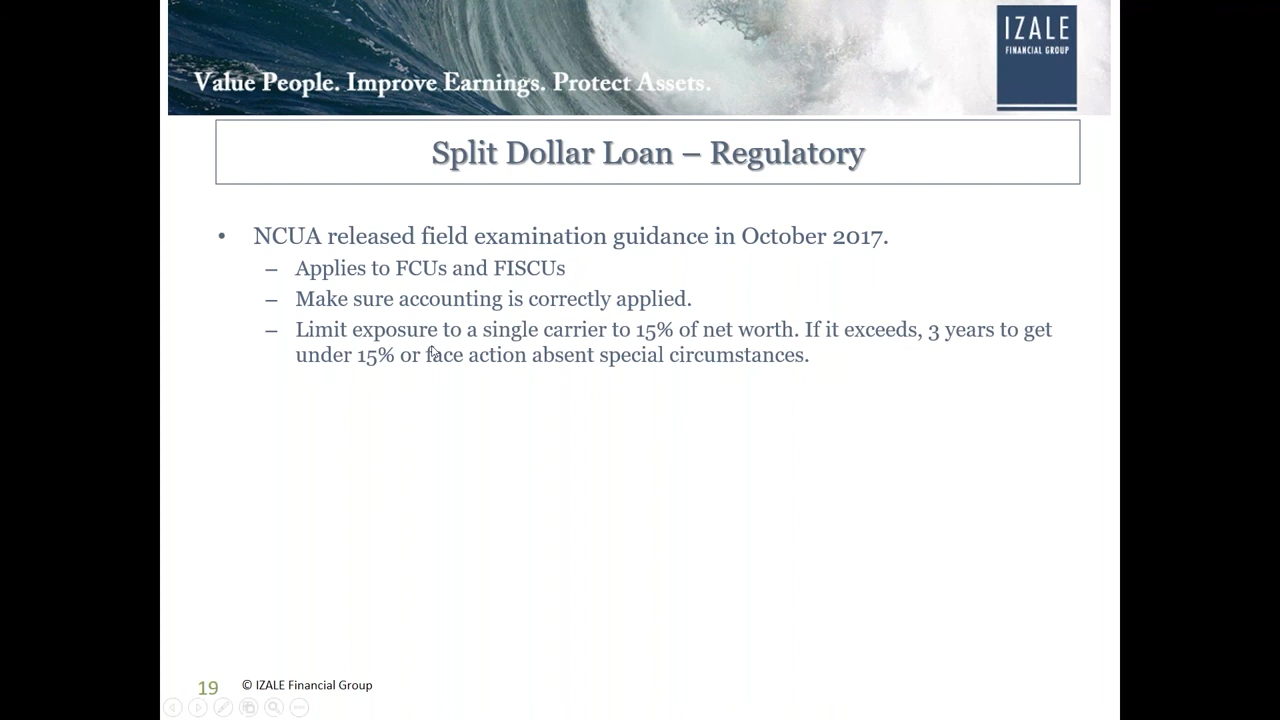 Value People. Improve Earnings. Protect Assets.
IZALE
FINANCIAL GROUP
Split Dollar Loan – Regulatory
• NCUA released field examination guidance in October 2017.
– Applies to FCUs and FISCUs
– Make sure accounting is correctly applied.
– Limit exposure to a single carrier to 15% of net worth. If it exceeds, 3 years to get
under 15% or face action absent special circumstances.
19
© IZALE Financial Group